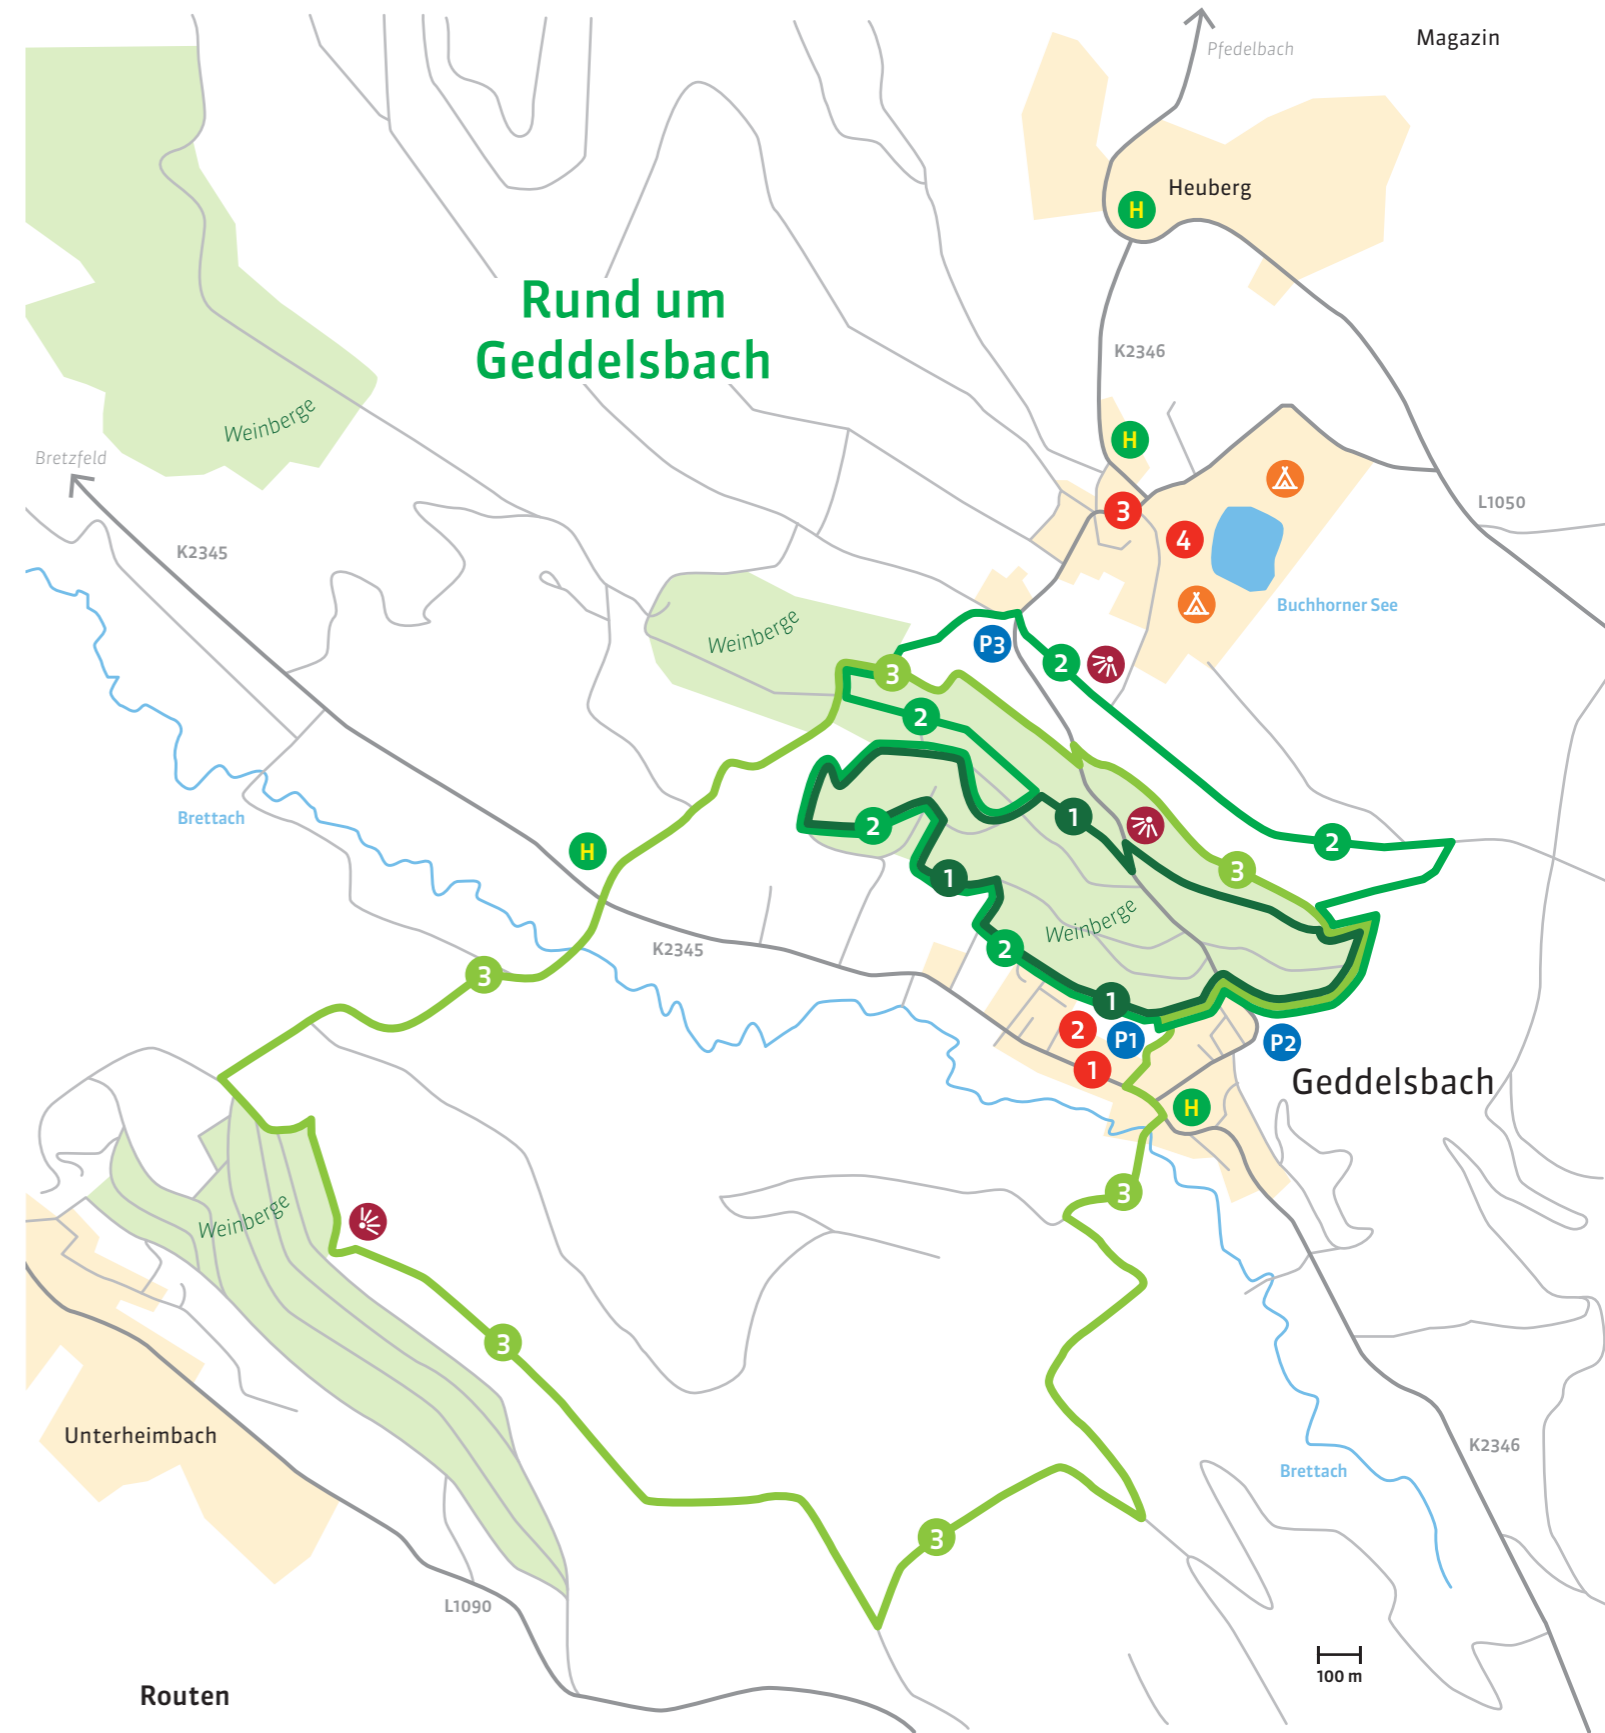 Magazin
Pfedelbach
Heuberg
H
Rund um
Geddelsbach
K2346
Weinberge
H
Bretzfeld
L1050
3
4
K2345
Buchhorner See
Weinberge
P3
2
3
2
Brettach
1
2
2
H
3
1
Weinberge
K2345
2
3
1
2
P1
P2
1
Geddelsbach
H
3
Weinberge
3
Unterheimbach
K2346
Brettach
3
L1090
100 m
Routen